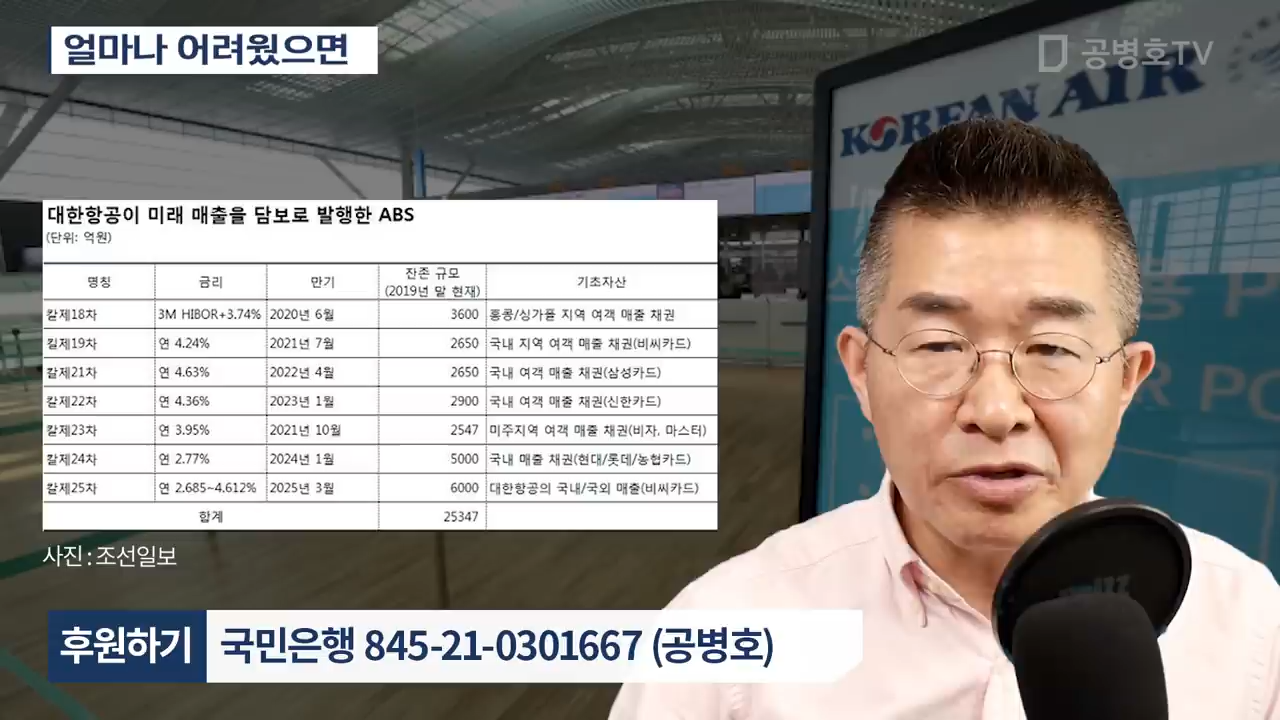 얼마나 어려웠으면
공병호TV
KOREAN AIR
대한항공이 미래 매출을 담보로 발행한 ABS
(단위: 억원)
명칭 금리 만기 잔존 규모 (2019년 말 현재) 기초자산
칼제18차 3M HIBOR+3.74% 2020년 6월 3600 홍콩/싱가폴 지역 여객 매출 채권
킬제19차 연 4.24% 2021년 7월 2650 국내 지역 여객 매출 채권(비씨카드)
칼제21차 연 4.63% 2022년 4월 2650 국내 여객 매출 채권(삼성카드)
칼제22차 연 4.36% 2023년 1월 2900 국내 여객 매출 채권(신한카드)
칼제23차 연 3.95% 2021년 10월 2547 미주지역 여객 매출 채권(비자, 마스터)
칼제24차 연 2.77% 2024년 1월 5000 국내 매출 채권(현대/롯데/농협카드)
칼제25차 연 2.685~4.612% 2025년 3월 6000 대한항공의 국내/국외 매출(비씨카드)
합계 25347
사진 : 조선일보
후원하기 국민은행 845-21-0301667 (공병호)